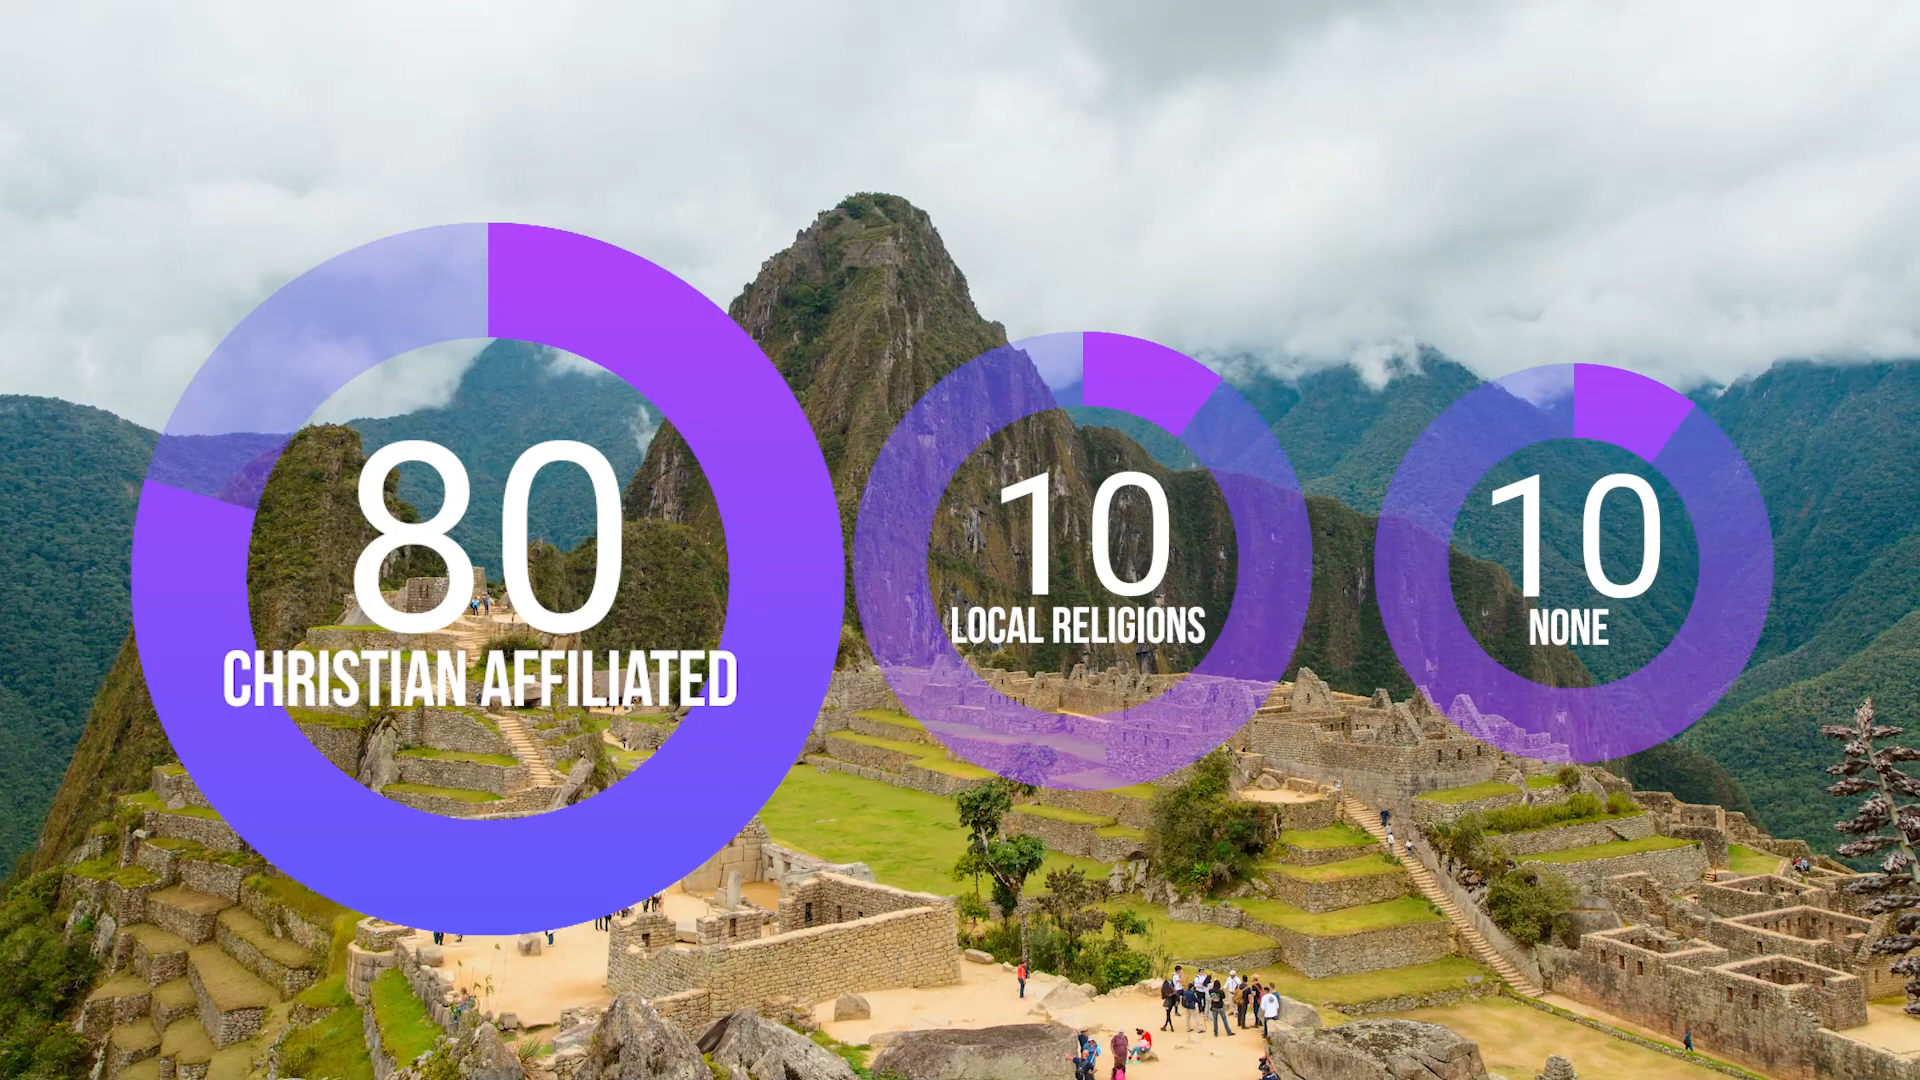 80
CHRISTIAN AFFILIATED
10
LOCAL RELIGIONS
10
NONE